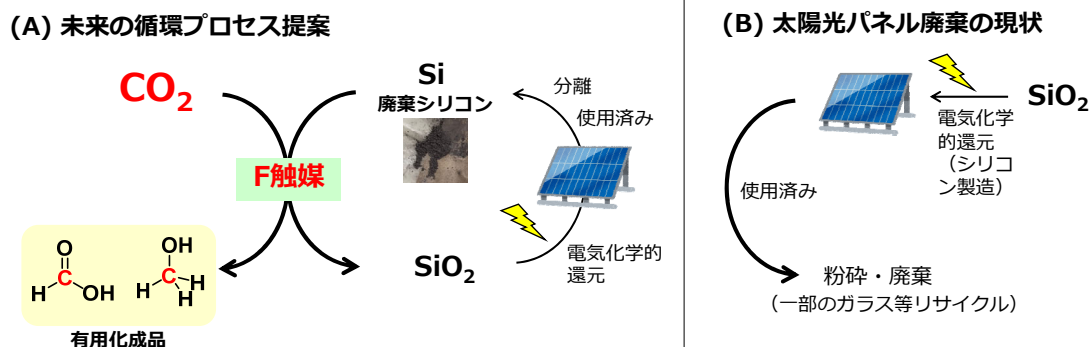 (A) 未来の循環プロセス提案
CO2
Si
廃棄シリコン
分離
使用済み
F触媒
SiO2
電気化学的
還元
O
H
C
OH
OH
H
C
H
H
有用化成品
(B) 太陽光パネル廃棄の現状
SiO2
電気化学
的還元
（シリコ
ン製造）
使用済み
粉砕・廃棄
（一部のガラス等リサイクル）